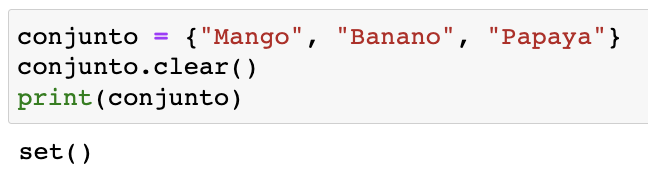 conjunto = {"Mango", "Banano", "Papaya"}
conjunto.clear()
print(conjunto)
set()